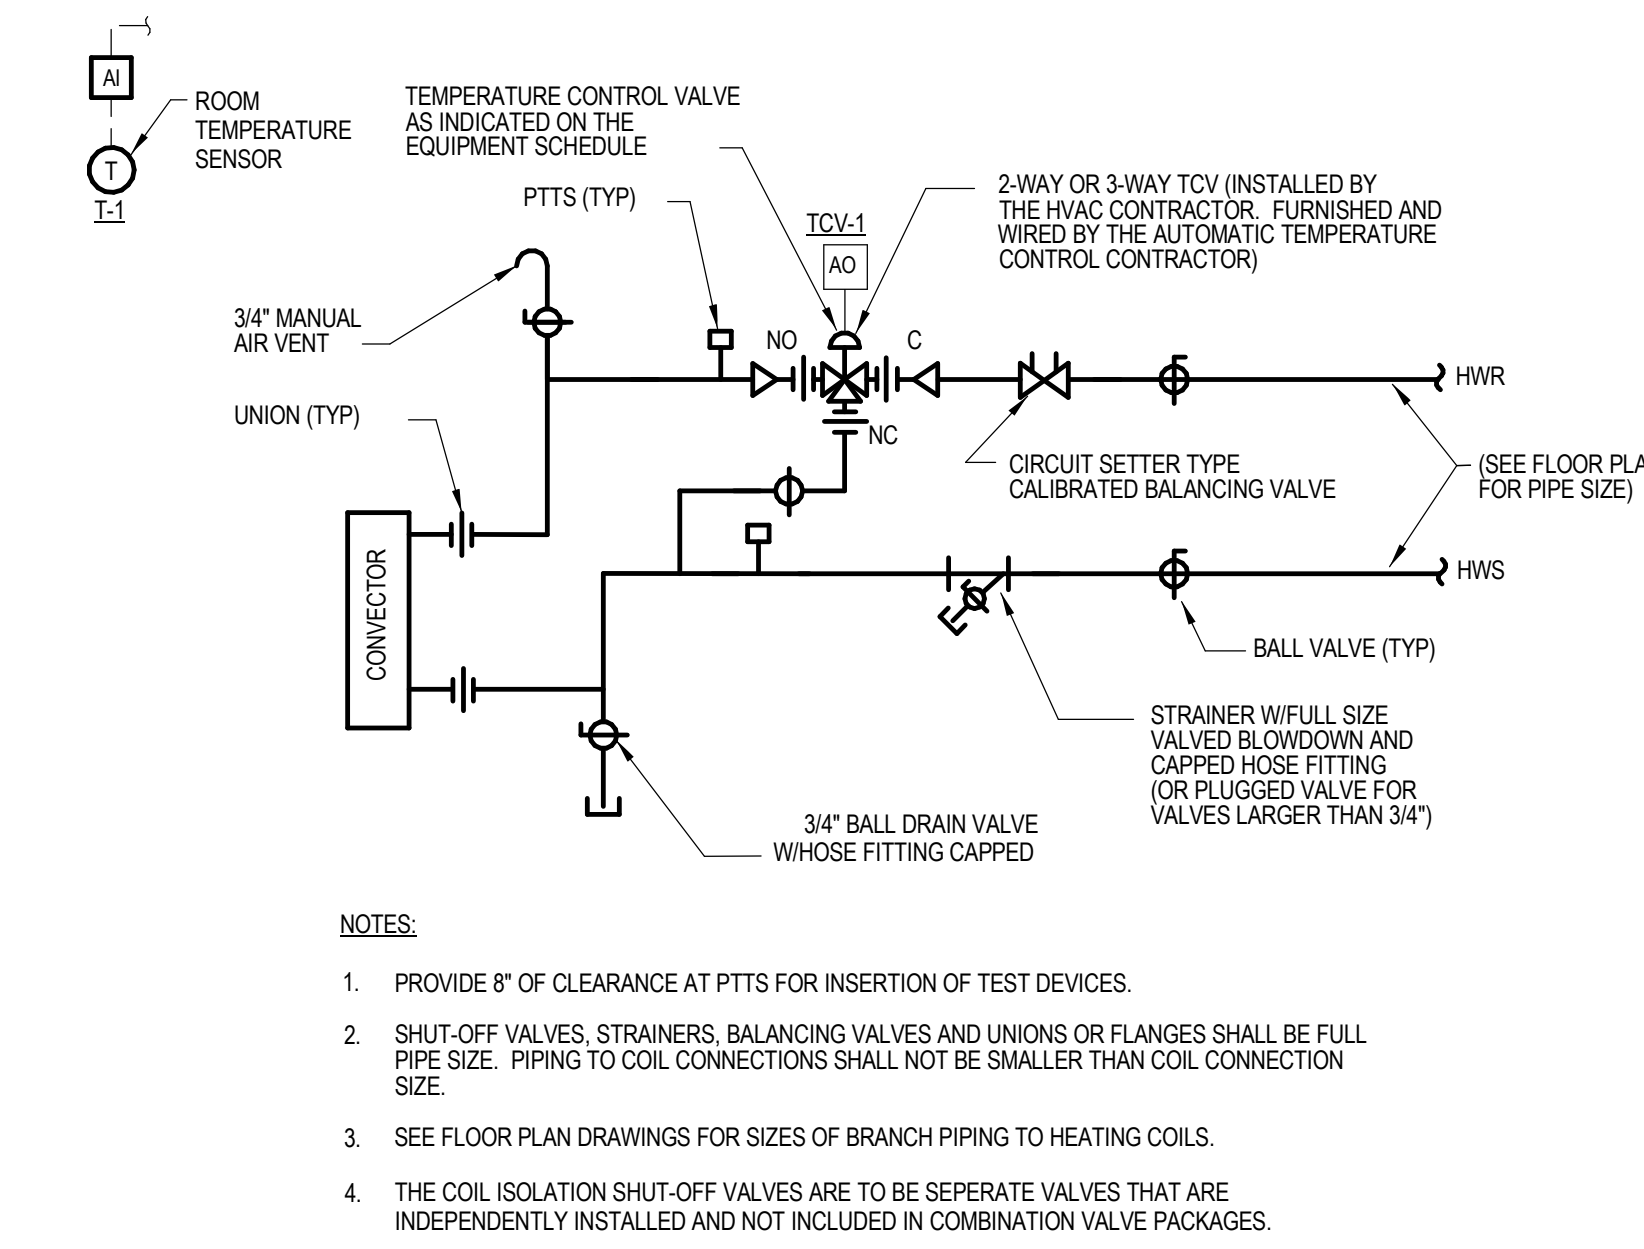 AI
ROOM
TEMPERATURE
SENSOR
T
T-1
TEMPERATURE CONTROL VALVE
AS INDICATED ON THE
EQUIPMENT SCHEDULE
PTTS (TYP)
2-WAY OR 3-WAY TCV (INSTALLED BY
THE HVAC CONTRACTOR. FURNISHED AND
WIRED BY THE AUTOMATIC TEMPERATURE
CONTROL CONTRACTOR)
TCV-1
AO
3/4" MANUAL
AIR VENT
NO
C
HWR
UNION (TYP)
NC
CIRCUIT SETTER TYPE
CALIBRATED BALANCING VALVE
(SEE FLOOR PLA
FOR PIPE SIZE)
CONVECTOR
HWS
BALL VALVE (TYP)
STRAINER W/FULL SIZE
VALVED BLOWDOWN AND
CAPPED HOSE FITTING
(OR PLUGGED VALVE FOR
VALVES LARGER THAN 3/4")
3/4" BALL DRAIN VALVE
W/HOSE FITTING CAPPED
NOTES:
1. PROVIDE 8" OF CLEARANCE AT PTTS FOR INSERTION OF TEST DEVICES.
2. SHUT-OFF VALVES, STRAINERS, BALANCING VALVES AND UNIONS OR FLANGES SHALL BE FULL
PIPE SIZE. PIPING TO COIL CONNECTIONS SHALL NOT BE SMALLER THAN COIL CONNECTION
SIZE.
3. SEE FLOOR PLAN DRAWINGS FOR SIZES OF BRANCH PIPING TO HEATING COILS.
4. THE COIL ISOLATION SHUT-OFF VALVES ARE TO BE SEPERATE VALVES THAT ARE
INDEPENDENTLY INSTALLED AND NOT INCLUDED IN COMBINATION VALVE PACKAGES.